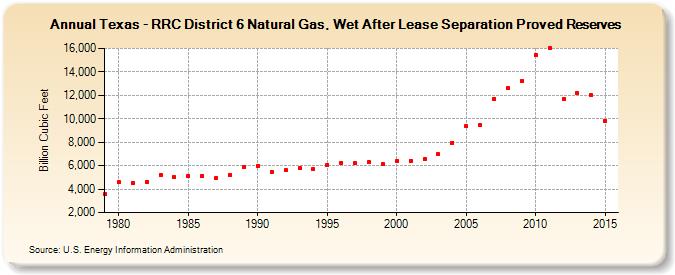 Annual Texas - RRC District 6 Natural Gas, Wet After Lease Separation Proved Reserves
Billion Cubic Feet
16,000
14,000
12,000
10,000
8,000
6,000
4,000
2,000
1980 1985 1990 1995 2000 2005 2010 2015
Source: U.S. Energy Information Administration